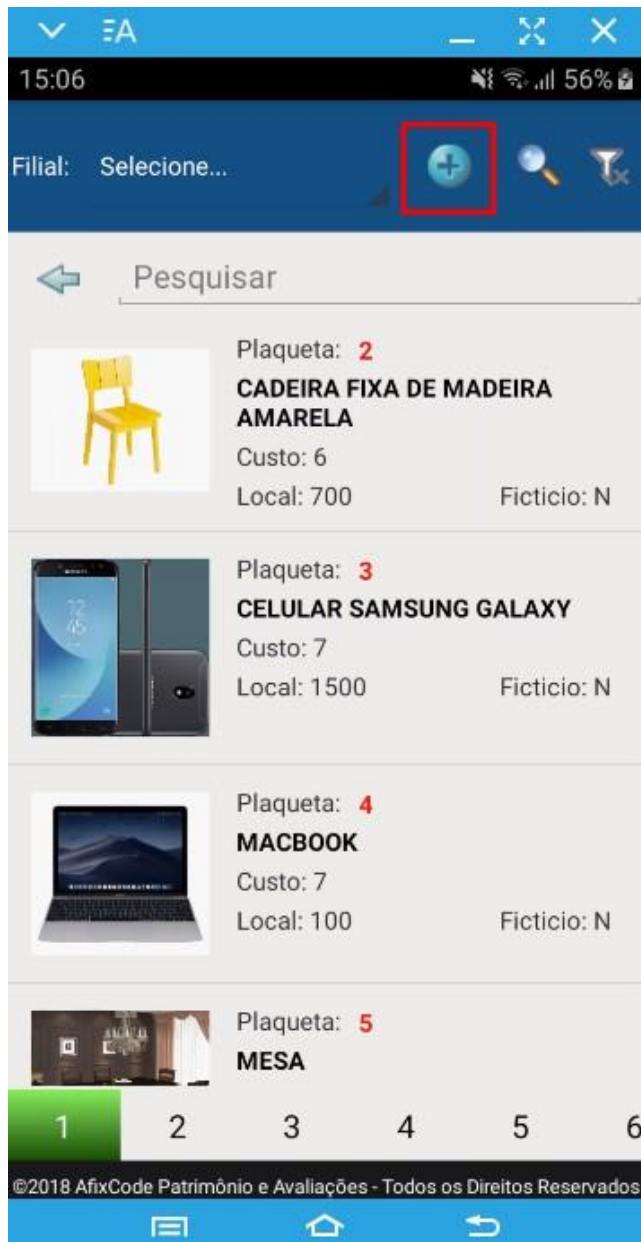 15:06 56%
Filial: Selecione...
Pesquisar
Plaqueta: 2
CADEIRA FIXA DE MADEIRA
AMARELA
Custo: 6
Local: 700 Ficticio: N
Plaqueta: 3
CELULAR SAMSUNG GALAXY
Custo: 7
Local: 1500 Ficticio: N
Plaqueta: 4
MACBOOK
Custo: 7
Local: 100 Ficticio: N
Plaqueta: 5
MESA
1 2 3 4 5 6
©2018 AfixCode Patrimônio e Avaliações - Todos os Direitos Reservados